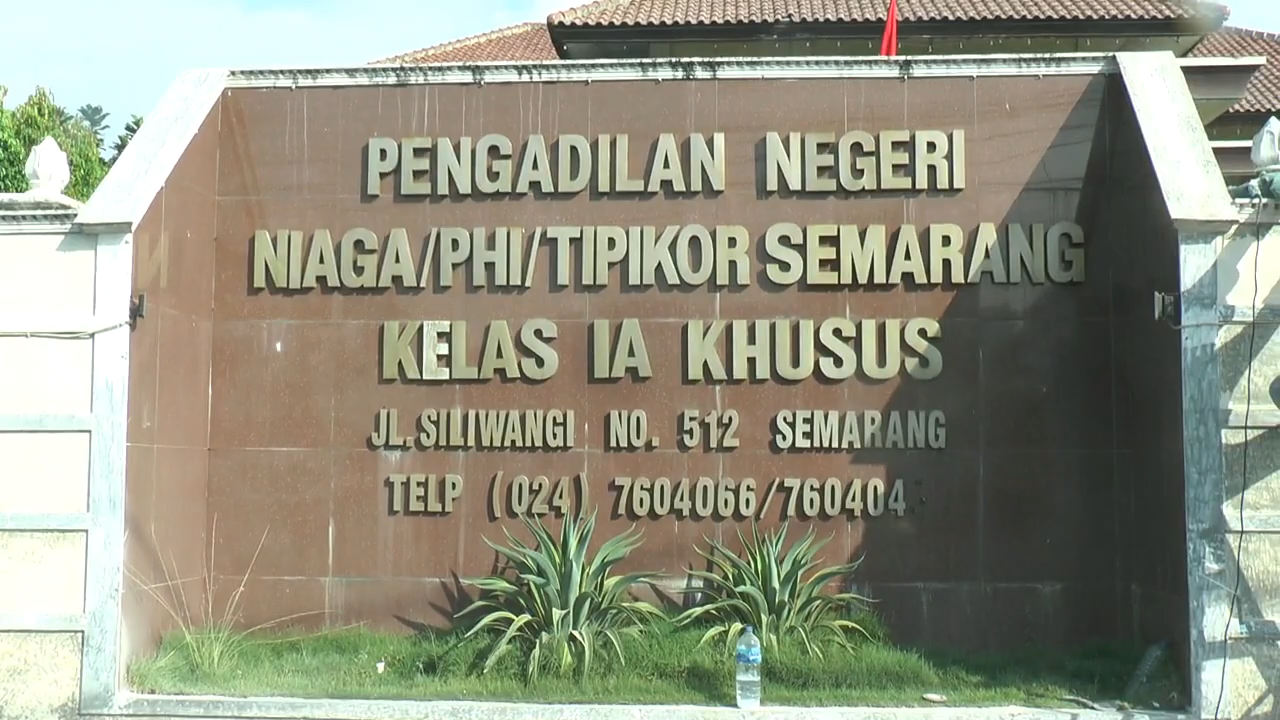 PENGADILAN NEGERI
NIAGA/PHI/TIPIKOR SEMARANG
KELAS IA KHUSUS
JL. SILIWANGI NO. 512 SEMARANG
TELP (024) 7604066/760404